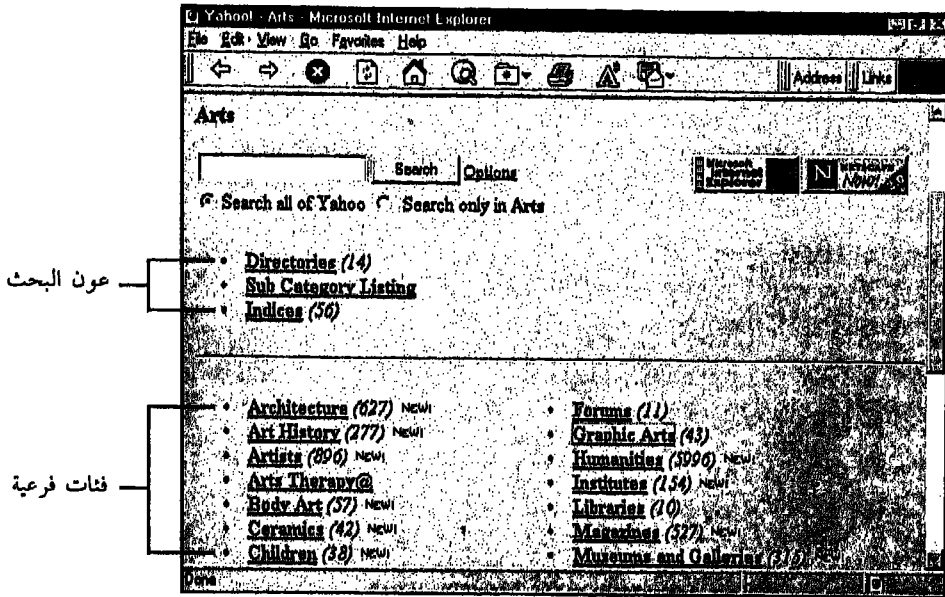 Yahoo! - Arts - Microsoft Internet Explorer
File Edit View Go Favorites Help
Address Links
Arts
Search Options
Microsoft Internet Explorer
N NOW!
Search all of Yahoo Search only in Arts
عون البحث
Directories (14)
Sub Category Listing
Indices (56)
فئات فرعية
Architecture (627) NEW!
Art History (277) NEW!
Artists (896) NEW!
Arts Therapy@
Body Art (57) NEW!
Ceramics (42) NEW!
Children (38) NEW!
Forums (11)
Graphic Arts (43)
Humanities (5096) NEW!
Institutes (154) NEW!
Libraries (10)
Magazines (527) NEW!
Museums and Galleries
Done